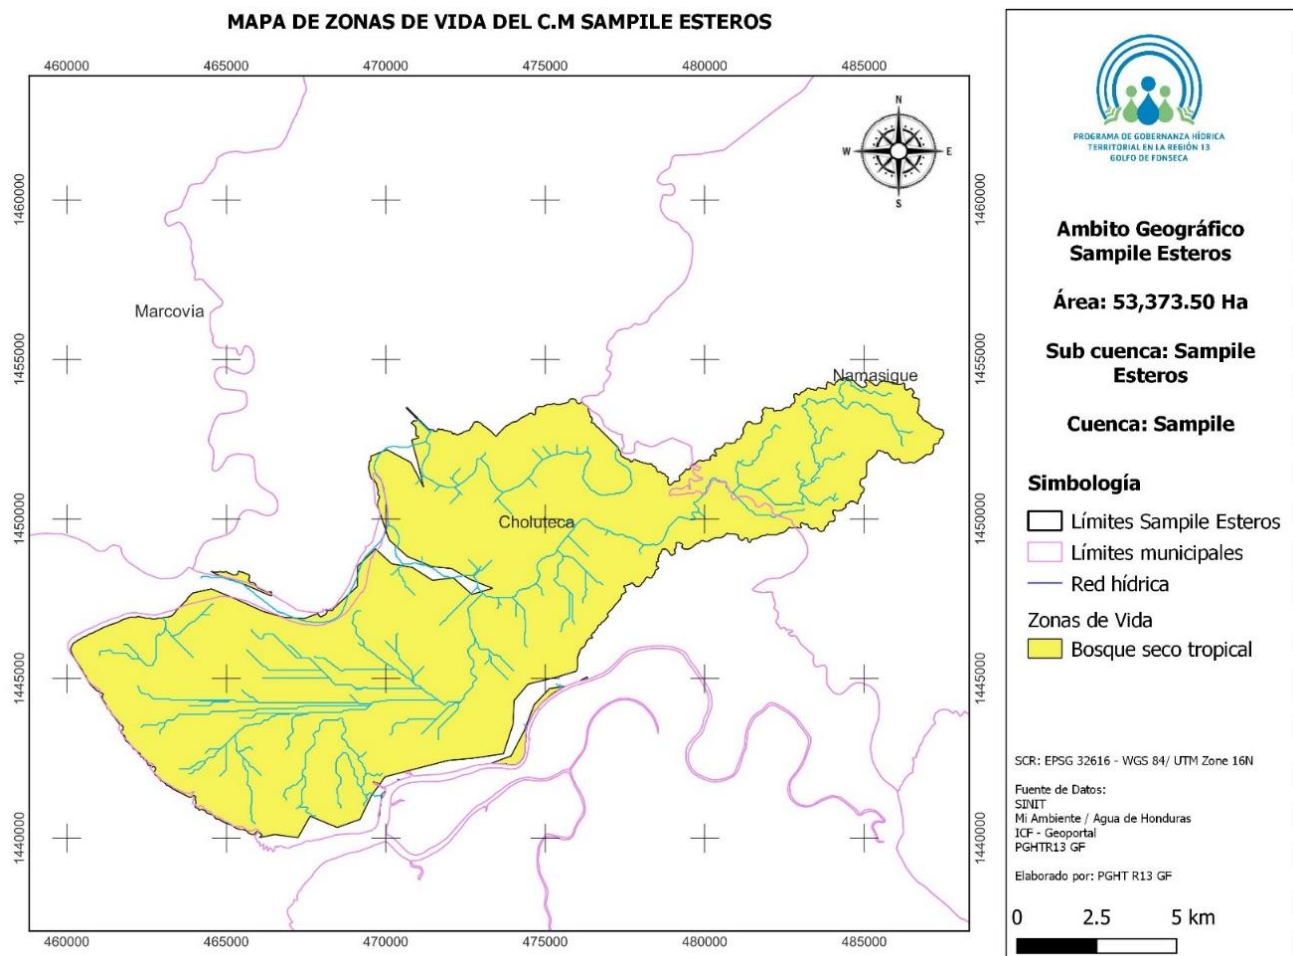 MAPA DE ZONAS DE VIDA DEL C.M SAMPILE ESTEROS
460000 465000 470000 475000 480000 485000
N
W E
S
1460000 1460000
Marcovia
1455000 1455000
Namasigue
1450000 1450000
Choluteca
1445000 1445000
1440000 1440000
460000 465000 470000 475000 480000 485000
PROGRAMA DE GOBERNANZA HÍDRICA
TERRITORIAL EN LA REGIÓN 13
GOLFO DE FONSECA
Ambito Geográfico
Sampile Esteros
Área: 53,373.50 Ha
Sub cuenca: Sampile
Esteros
Cuenca: Sampile
Simbología
Límites Sampile Esteros
Límites municipales
Red hídrica
Zonas de Vida
Bosque seco tropical
SCR: EPSG 32616 - WGS 84/ UTM Zone 16N
Fuente de Datos:
SINIT
Mi Ambiente / Agua de Honduras
ICF - Geoportal
PGHTR13 GF
Elaborado por: PGHT R13 GF
0 2.5 5 km